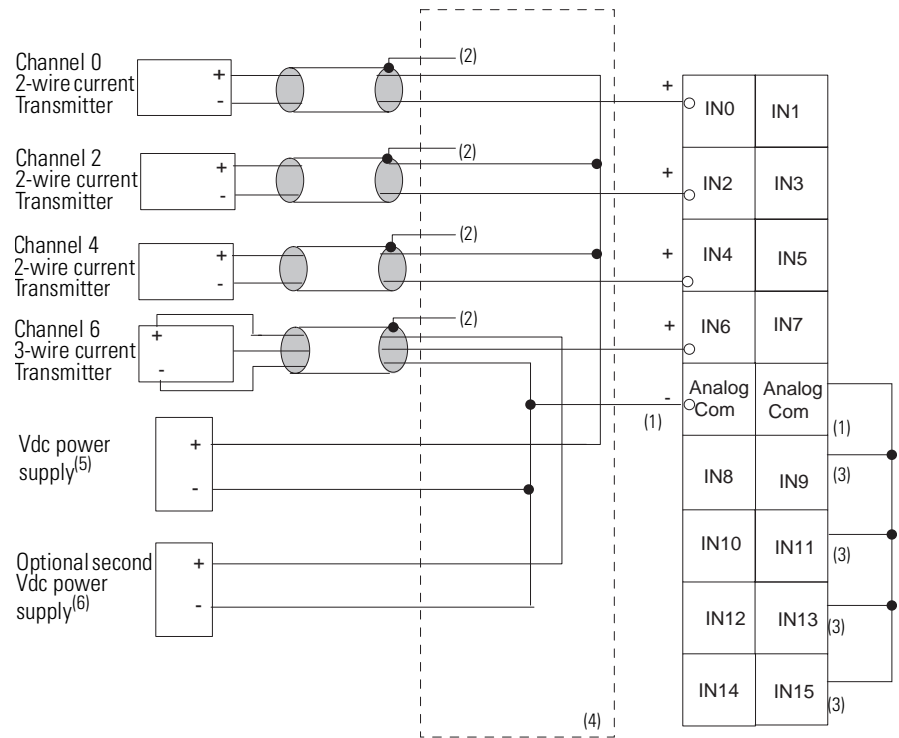 Channel 0
2-wire current
Transmitter
+
-
(2)
Channel 2
2-wire current
Transmitter
+
-
(2)
Channel 4
2-wire current
Transmitter
+
-
(2)
Channel 6
3-wire current
Transmitter
+
-
(2)
Vdc power
supply(5)
+
-
Optional second
Vdc power
supply(6)
+
-
(4)
+
IN0
IN1
+
IN2
IN3
+
IN4
IN5
+
IN6
IN7
-
(1)
Analog
Com
Analog
Com
(1)
IN8
IN9
(3)
IN10
IN11
(3)
IN12
IN13
(3)
IN14
IN15
(3)